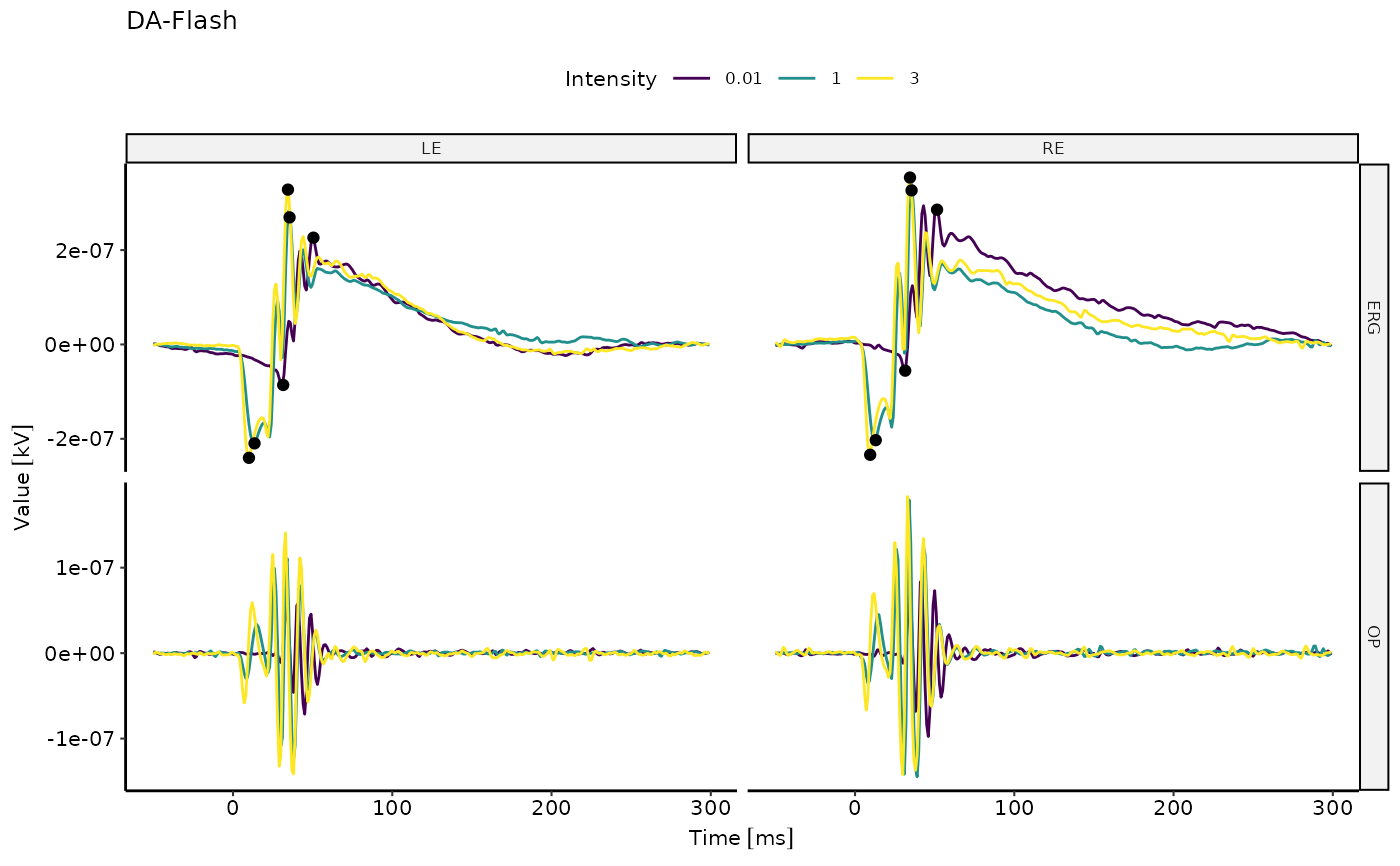 DA-Flash
Intensity 0.01 1 3
LE RE
ERG
2e-07
0e+00
-2e-07
Value [kV]
OP
1e-07
0e+00
-1e-07
0 100 200 300 0 100 200 300
Time [ms]